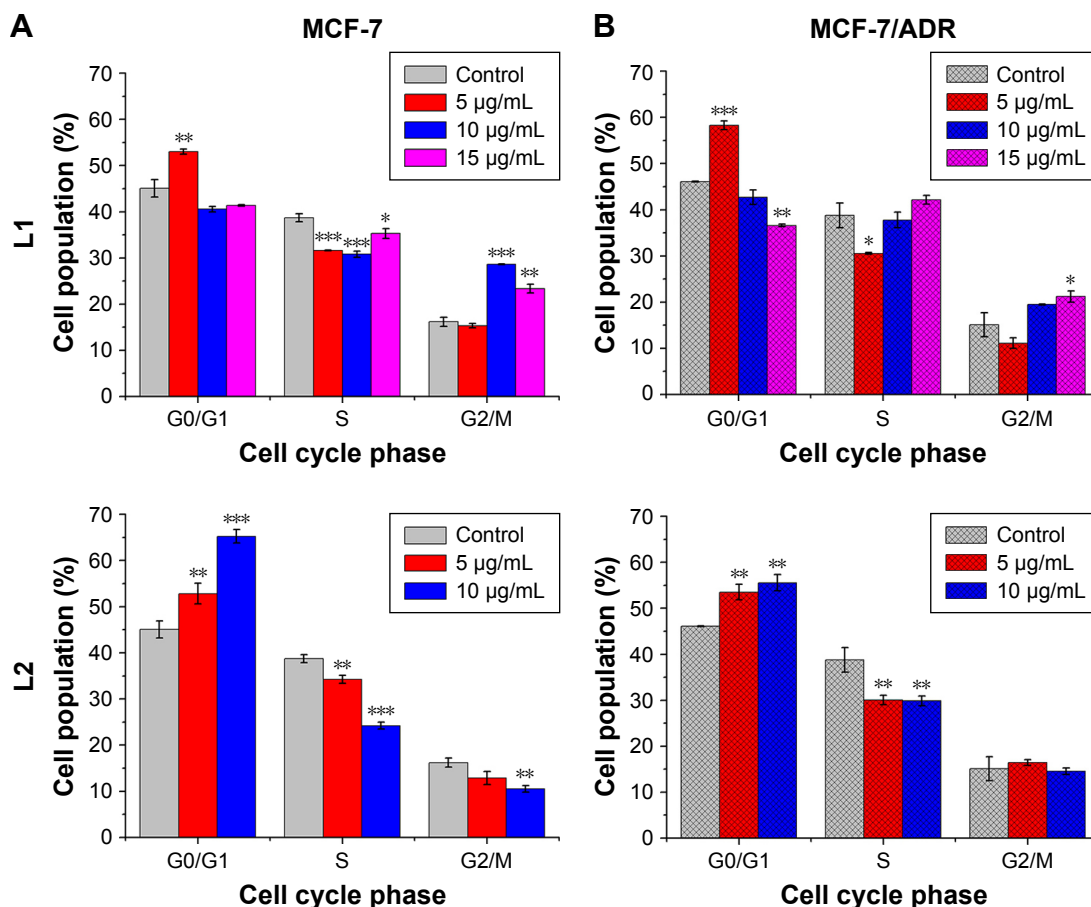 A
MCF-7
B
MCF-7/ADR
L1
Cell population (%)
70
60
50
40
30
20
10
0
Control
5 µg/mL
10 µg/mL
15 µg/mL
**
***
***
*
***
**
G0/G1
S
G2/M
Cell cycle phase
Cell population (%)
70
60
50
40
30
20
10
0
Control
5 µg/mL
10 µg/mL
15 µg/mL
***
**
*
*
G0/G1
S
G2/M
Cell cycle phase
L2
Cell population (%)
70
60
50
40
30
20
10
0
Control
5 µg/mL
10 µg/mL
**
***
**
***
**
G0/G1
S
G2/M
Cell cycle phase
Cell population (%)
70
60
50
40
30
20
10
0
Control
5 µg/mL
10 µg/mL
**
**
**
**
G0/G1
S
G2/M
Cell cycle phase